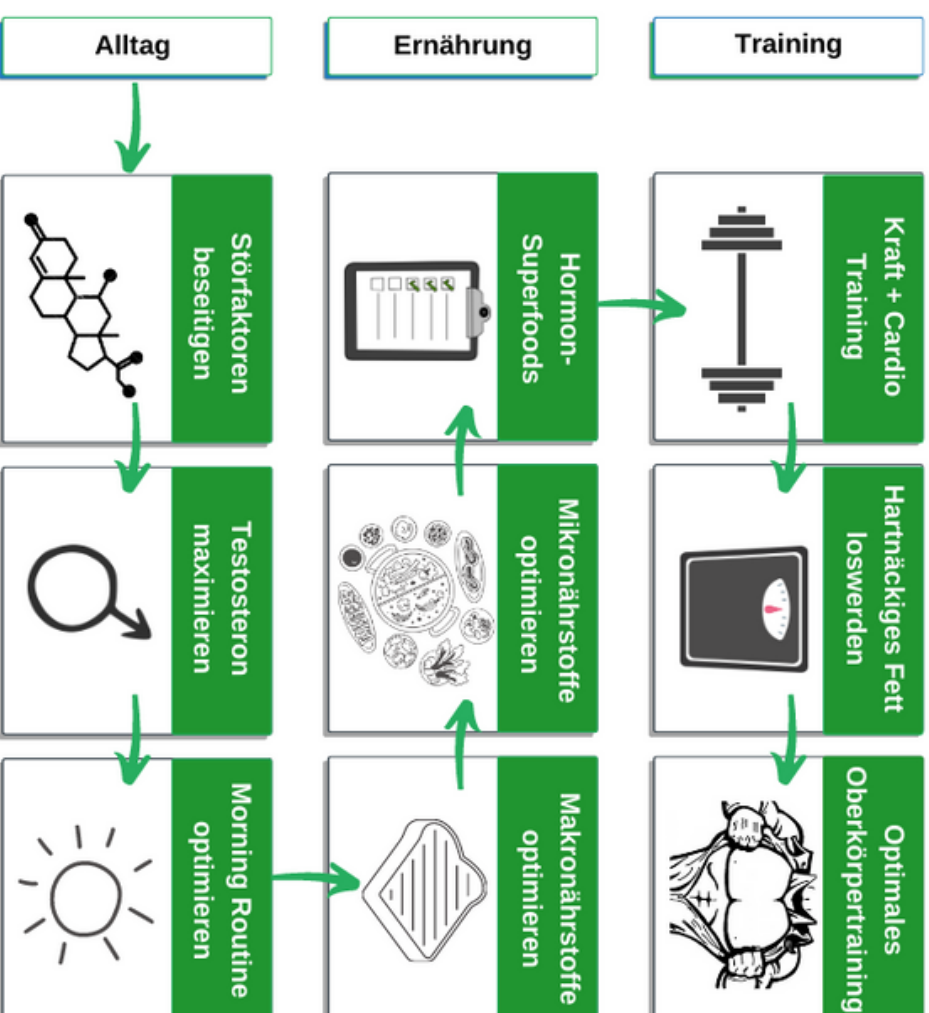 Alltag
Ernährung
Training
Störfaktoren
beseitigen
Testosteron
maximieren
Morning Routine
optimieren
Makronährstoffe
optimieren
Mikronährstoffe
optimieren
Hormon-
Superfoods
Kraft + Cardio
Training
Hartnäckiges Fett
loswerden
Optimales
Oberkörpertraining